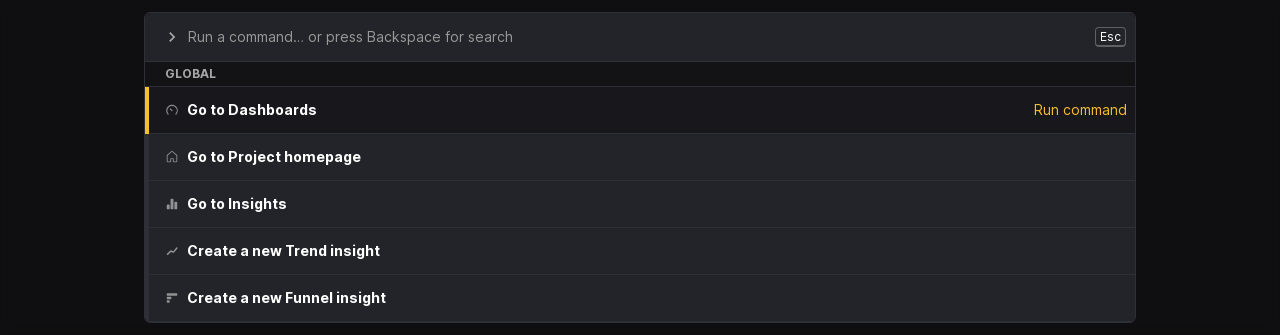 Run a command... or press Backspace for search
Esc
GLOBAL
Go to Dashboards
Run command
Go to Project homepage
Go to Insights
Create a new Trend insight
Create a new Funnel insight